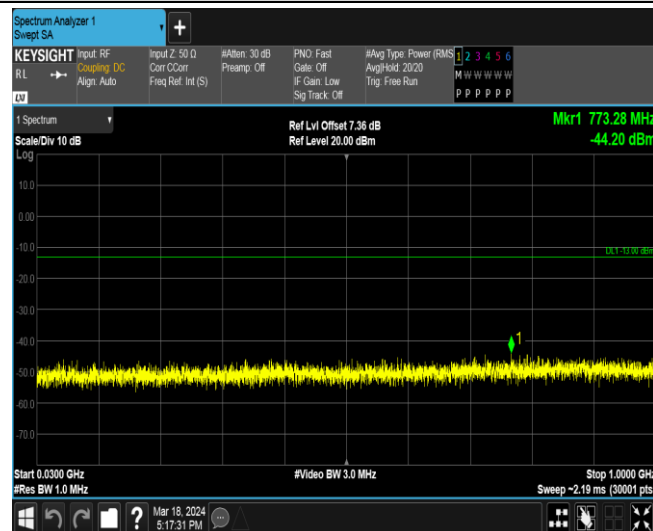 Spectrum Analyzer 1
Swept SA
+
KEYSIGHT Input: RF Input Z: 50 Ω #Atten: 30 dB PNO: Fast #Avg Type: Power (RMS 1 2 3 4 5 6
RL Coupling: DC Corr CCorr Preamp: Off Gate: Off Avg|Hold: 20/20 M W W W W W
Align: Auto Freq Ref: Int (S) IF Gain: Low Trig: Free Run P P P P P P
Sig Track: Off
LXI
1 Spectrum
Ref Lvl Offset 7.36 dB Mkr1 773.28 MHz
Scale/Div 10 dB Ref Level 20.00 dBm -44.20 dBm
Log
10.0
0.00
-10.0
DL1 -13.00 dBm
-20.0
-30.0
-40.0
1
-50.0
-60.0
-70.0
Start 0.0300 GHz #Video BW 3.0 MHz Stop 1.0000 GHz
#Res BW 1.0 MHz Sweep ~2.19 ms (30001 pts
? Mar 18, 2024
5:17:31 PM